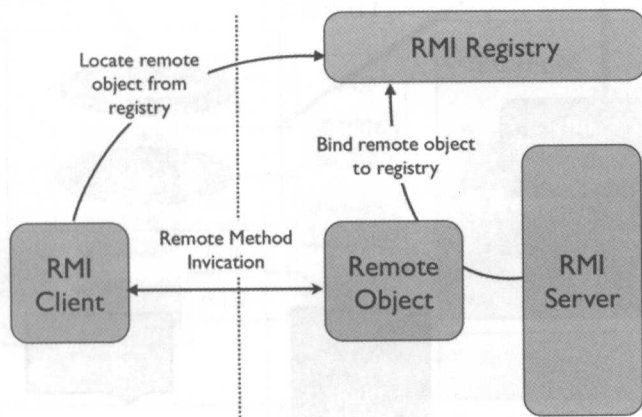 Locate remote
object from
registry
RMI Registry
Bind remote object
to registry
Remote Method
Invication
RMI
Client
Remote
Object
RMI
Server